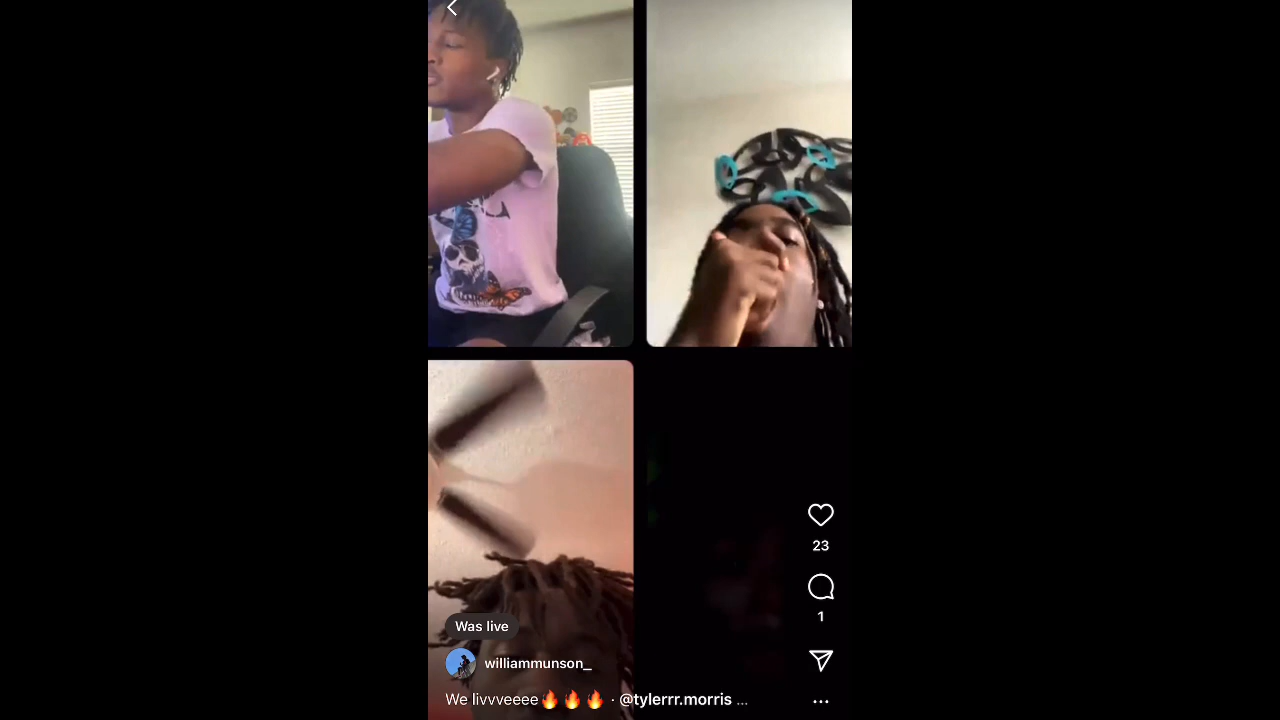 23
1
Was live
williammunson_
We livvveeee🔥🔥🔥 · @tylerrr.morris ...